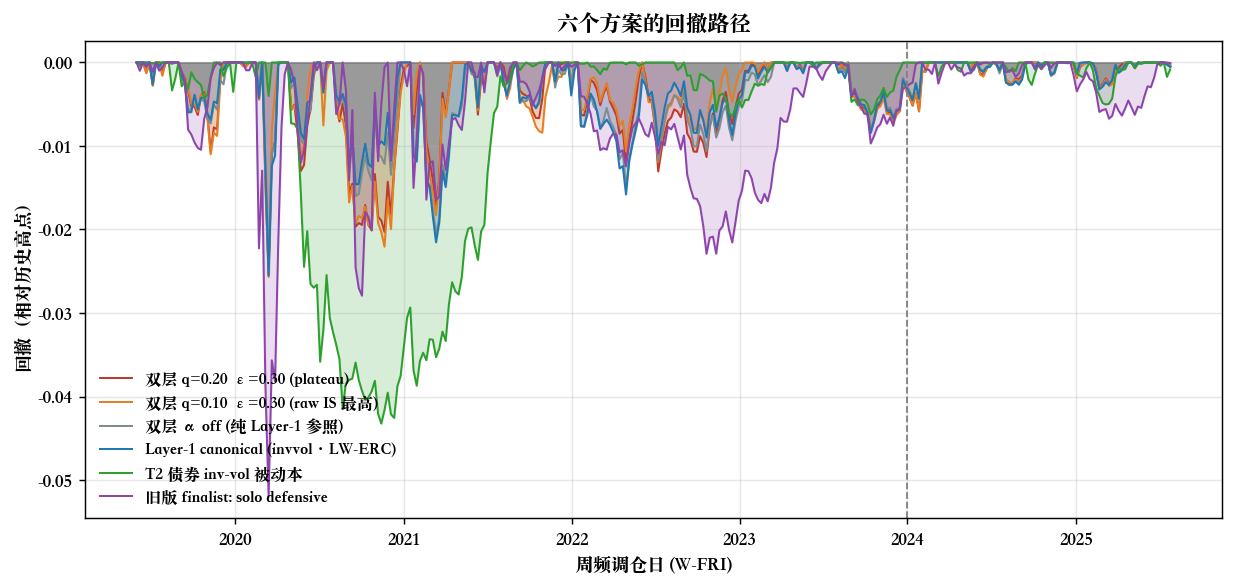 六个方案的回撤路径
回撤（相对历史高点）
0.00
-0.01
-0.02
-0.03
-0.04
-0.05
双层 q=0.20 ε=0.30 (plateau)
双层 q=0.10 ε=0.30 (raw IS 最高)
双层 α off (纯 Layer-1 参照)
Layer-1 canonical (invvol · LW-ERC)
T2 债券 inv-vol 被动本
旧版 finalist: solo defensive
2020
2021
2022
2023
2024
2025
周频调仓日 (W-FRI)